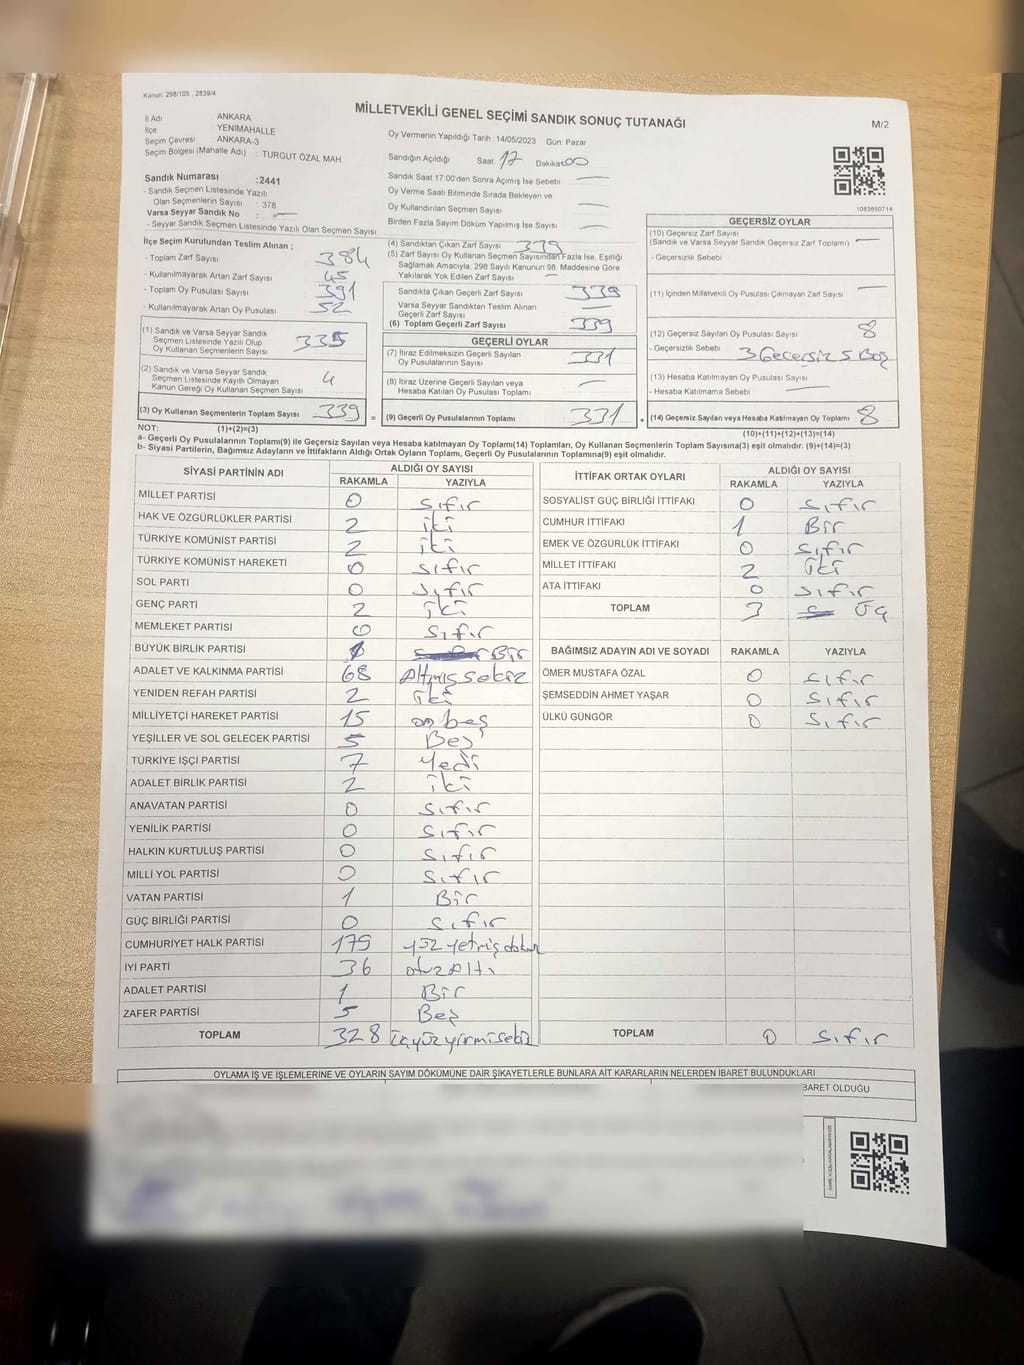 Kanun. 298/105 , 2839/4
MİLLETVEKİLİ GENEL SEÇİMİ SANDIK SONUÇ TUTANAĞI
M/2
İl Adı : ANKARA
İlçe YENİMAHALLE
Seçim Çevresi : ANKARA-3
Seçim Bölgesi (Mahalle Adı) : TURGUT ÖZAL MAH.
Sandık Numarası :2441
- Sandık Seçmen Listesinde Yazılı
Olan Seçmenlerin Sayısı : 378
Varsa Seyyar Sandık No : —
- Seyyar Sandık Seçmen Listesinde Yazılı Olan Seçmen Sayısı
Oy Vermenin Yapıldığı Tarih : 14/05/2023 Gün: Pazar
Sandığın Açıldığı Saat: 17 Dakika: 00
Sandık Saat 17:00'den Sonra Açımış İse Sebebi —
Oy Verme Saati Bitiminde Sırada Bekleyen ve
Oy Kullandırılan Seçmen Sayısı —
Birden Fazla Sayım Döküm Yapılmış İse Sayısı —
1083690714
İlçe Seçim Kurulundan Teslim Alınan ;
- Toplam Zarf Sayısı 384
- Kullanılmayarak Artan Zarf Sayısı 45
- Toplam Oy Pusulası Sayısı 391
- Kullanılmayarak Artan Oy Pusulası 52
(4) Sandıktan Çıkan Zarf Sayısı 339
(5) Zarf Sayısı Oy Kullanan Seçmen Sayısından Fazla İse, Eşitliği
Sağlamak Amacıyla, 298 Sayılı Kanunun 98. Maddesine Göre
Yakılarak Yok Edilen Zarf Sayısı —
Sandıkta Çıkan Geçerli Zarf Sayısı 339
Varsa Seyyar Sandıktan Teslim Alınan
Geçerli Zarf Sayısı —
(6) Toplam Geçerli Zarf Sayısı 339
GEÇERSİZ OYLAR
(10) Geçersiz Zarf Sayısı
(Sandık ve Varsa Seyyar Sandık Geçersiz Zarf Toplamı) —
- Geçersizlik Sebebi
(11) İçinden Milletvekili Oy Pusulası Çıkmayan Zarf Sayısı —
(12) Geçersiz Sayılan Oy Pusulası Sayısı 8
- Geçersizlik Sebebi 3 Geçersiz 5 Boş
(13) Hesaba Katılmayan Oy Pusulası Sayısı
- Hesaba Katılmama Sebebi —
(14) Geçersiz Sayılan veya Hesaba Katılmayan Oy Toplamı 8
(10)+(11)+(12)+(13)=(14)
(1) Sandık ve Varsa Seyyar Sandık
Seçmen Listesinde Yazılı Olup
Oy Kullanan Seçmenlerin Sayısı 335
(2) Sandık ve Varsa Seyyar Sandık
Seçmen Listesinde Kayıtlı Olmayan
Kanun Gereği Oy Kullanan Seçmen Sayısı 4
(3) Oy Kullanan Seçmenlerin Toplam Sayısı 339 =
GEÇERLİ OYLAR
(7) İtiraz Edilmeksizin Geçerli Sayılan
Oy Pusulalarının Sayısı 331
(8) İtiraz Üzerine Geçerli Sayılan veya
Hesaba Katılan Oy Pusulası Toplamı —
(9) Geçerli Oy Pusulalarının Toplamı 331 +
NOT: (1)+(2)=(3)
a- Geçerli Oy Pusulalarının Toplamı(9) ile Geçersiz Sayılan veya Hesaba katılmayan Oy Toplamı(14) Toplamları, Oy Kullanan Seçmenlerin Toplam Sayısına(3) eşit olmalıdır. (9)+(14)=(3)
b- Siyasi Partilerin, Bağımsız Adayların ve İttifakların Aldığı Ortak Oyların Toplamı, Geçerli Oy Pusulalarının Toplamına(9) eşit olmalıdır.
SİYASİ PARTİNİN ADI ALDIĞI OY SAYISI
RAKAMLA YAZIYLA
MİLLET PARTİSİ 0 Sıfır
HAK VE ÖZGÜRLÜKLER PARTİSİ 2 iki
TÜRKİYE KOMÜNİST PARTİSİ 2 iki
TÜRKİYE KOMÜNİST HAREKETİ 0 sıfır
SOL PARTİ 0 sıfır
GENÇ PARTİ 2 iki
MEMLEKET PARTİSİ 0 sıfır
BÜYÜK BİRLİK PARTİSİ 1 Bir
ADALET VE KALKINMA PARTİSİ 68 Altmışsekiz
YENİDEN REFAH PARTİSİ 2 iki
MİLLİYETÇİ HAREKET PARTİSİ 15 onbeş
YEŞİLLER VE SOL GELECEK PARTİSİ 5 Beş
TÜRKİYE İŞÇİ PARTİSİ 7 Yedi
ADALET BİRLİK PARTİSİ 2 iki
ANAVATAN PARTİSİ 0 sıfır
YENİLİK PARTİSİ 0 sıfır
HALKIN KURTULUŞ PARTİSİ 0 sıfır
MİLLİ YOL PARTİSİ 0 sıfır
VATAN PARTİSİ 1 Bir
GÜÇ BİRLİĞİ PARTİSİ 0 sıfır
CUMHURİYET HALK PARTİSİ 179 yüzyetmişdokuz
İYİ PARTİ 36 otuzaltı
ADALET PARTİSİ 1 Bir
ZAFER PARTİSİ 5 Beş
TOPLAM 328 üçyüzyirmisekiz
İTTİFAK ORTAK OYLARI ALDIĞI OY SAYISI
RAKAMLA YAZIYLA
SOSYALİST GÜÇ BİRLİĞİ İTTİFAKI 0 sıfır
CUMHUR İTTİFAKI 1 Bir
EMEK VE ÖZGÜRLÜK İTTİFAKI 0 sıfır
MİLLET İTTİFAKI 2 iki
ATA İTTİFAKI 0 sıfır
TOPLAM 3 Üç
BAĞIMSIZ ADAYIN ADI VE SOYADI RAKAMLA YAZIYLA
ÖMER MUSTAFA ÖZAL 0 sıfır
ŞEMSEDDİN AHMET YAŞAR 0 sıfır
ÜLKÜ GÜNGÖR 0 sıfır
TOPLAM 0 sıfır
OYLAMA İŞ VE İŞLEMLERİNE VE OYLARIN SAYIM DÖKÜMÜNE DAİR ŞİKAYETLERLE BUNLARA AİT KARARLARIN NELERDEN İBARET BULUNDUKLARI
BARET OLDUĞU